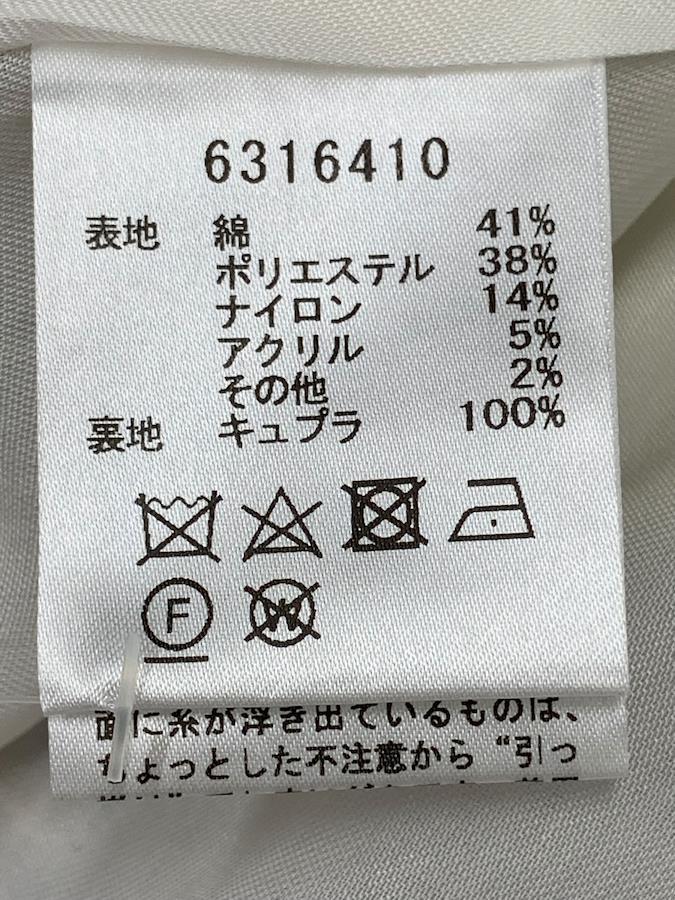 6316410
表地 綿 41%
ポリエステル 38%
ナイロン 14%
アクリル 5%
その他 2%
裏地 キュプラ 100%
F
W
面に糸が浮き出ているものは、
ちょっとした不注意から“引っ